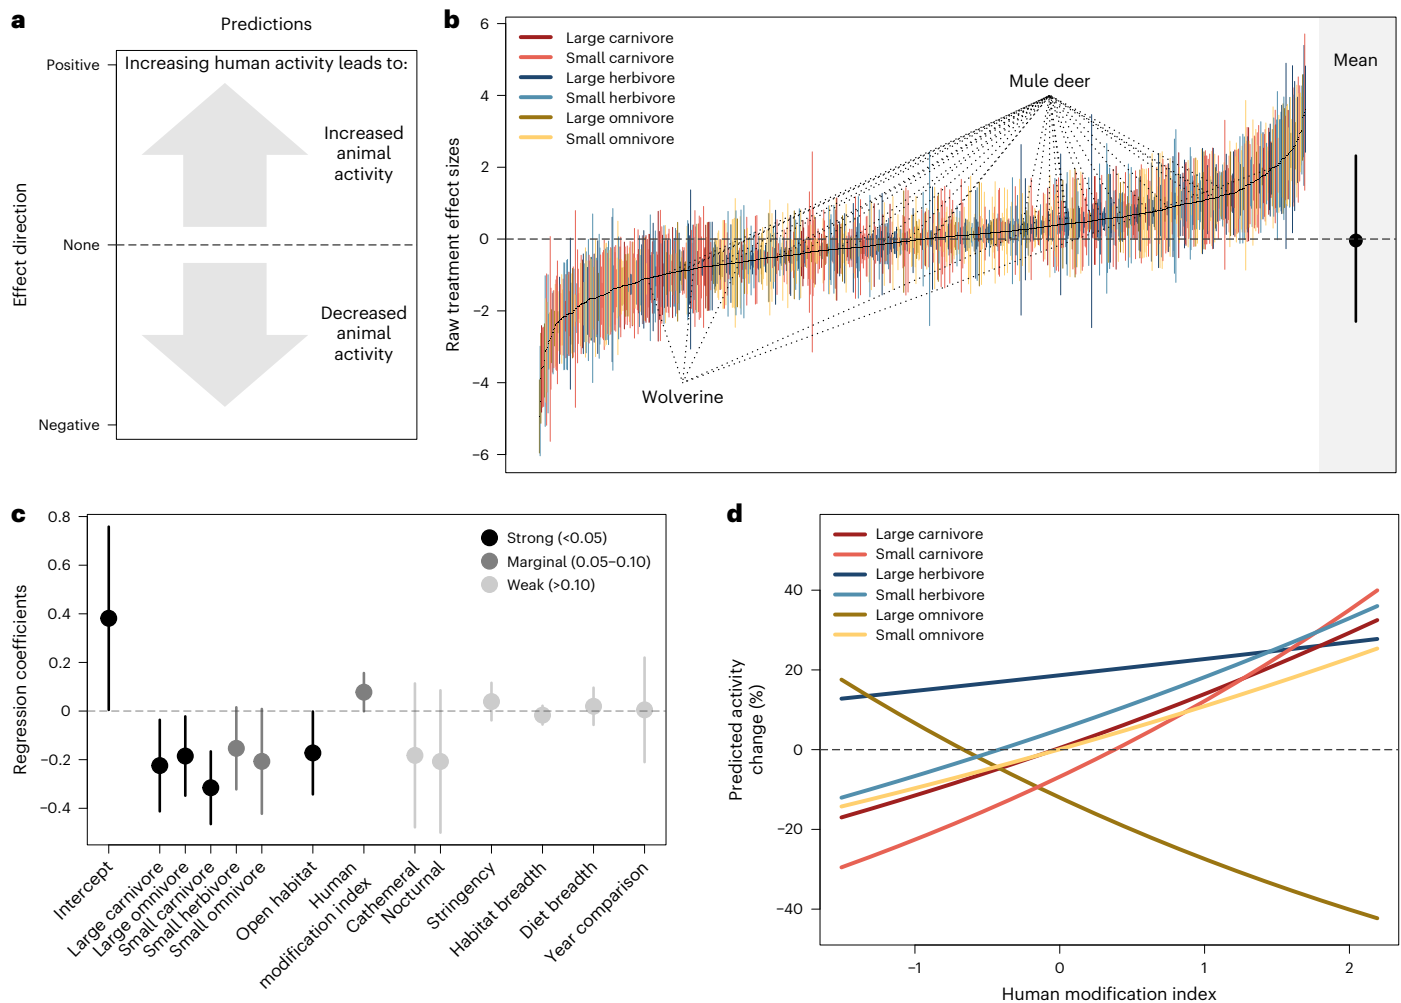 a
Predictions
Increasing human activity leads to:
Positive
None
Negative
Effect direction
Increased
animal
activity
Decreased
animal
activity
b
Raw treatment effect sizes
6
4
2
0
−2
−4
−6
Large carnivore
Small carnivore
Large herbivore
Small herbivore
Large omnivore
Small omnivore
Mule deer
Wolverine
Mean
c
Regression coefficients
0.8
0.6
0.4
0.2
0
−0.2
−0.4
Strong (<0.05)
Marginal (0.05–0.10)
Weak (>0.10)
Intercept
Large carnivore
Large omnivore
Small carnivore
Small herbivore
Small omnivore
Open habitat
Human
modification index
Cathemeral
Nocturnal
Stringency
Habitat breadth
Diet breadth
Year comparison
d
Predicted activity
change (%)
40
20
0
−20
−40
Large carnivore
Small carnivore
Large herbivore
Small herbivore
Large omnivore
Small omnivore
−1
0
1
2
Human modification index